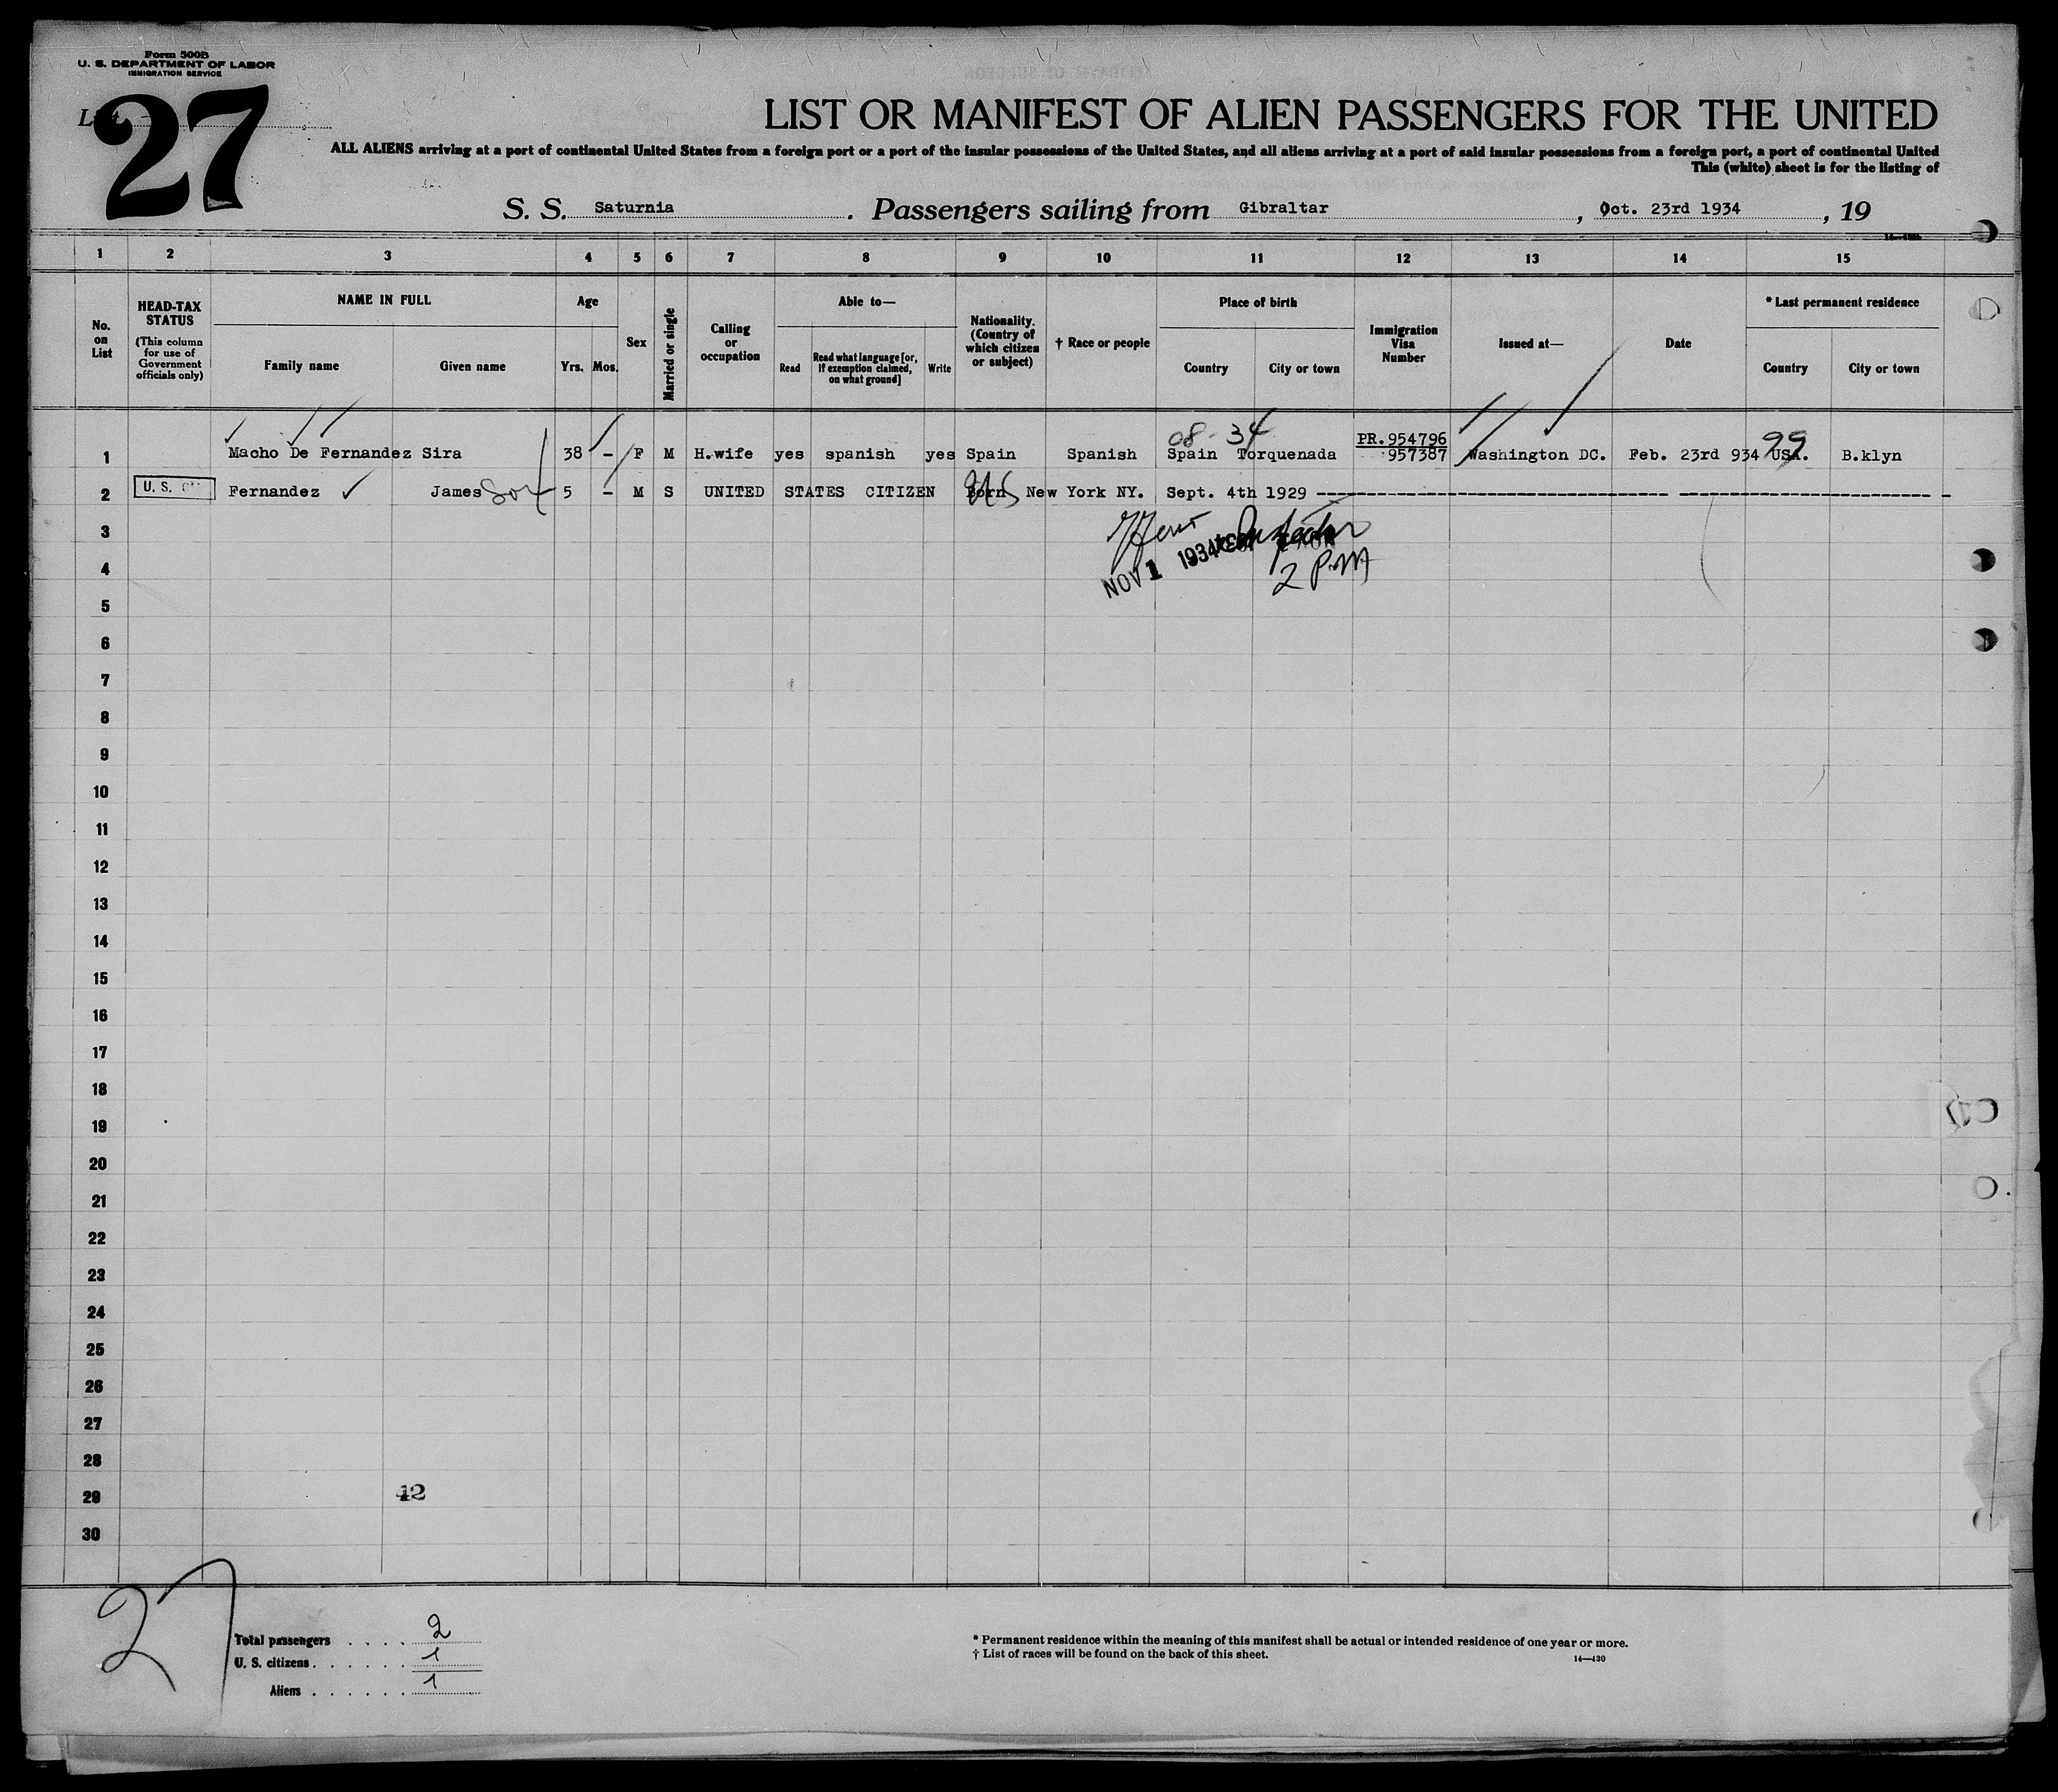 Form 500B
U. S. DEPARTMENT OF LABOR
IMMIGRATION SERVICE
List
27
LIST OR MANIFEST OF ALIEN PASSENGERS FOR THE UNITED
ALL ALIENS arriving at a port of continental United States from a foreign port or a port of the insular possessions of the United States, and all aliens arriving at a port of said insular possessions from a foreign port, a port of continental United
This (white) sheet is for the listing of
S. S. Saturnia. Passengers sailing from Gibraltar, Oct. 23rd 1934, 19
1 2 3 4 5 6 7 8 9 10 11 12 13 14 15
No. on List
HEAD-TAX STATUS
(This column for use of Government officials only)
NAME IN FULL
Family name Given name
Age
Yrs. Mos.
Sex
Married or single
Calling or occupation
Able to—
Read Read what language [or, if exemption claimed, on what ground] Write
Nationality. (Country of which citizen or subject)
† Race or people
Place of birth
Country City or town
Immigration Visa Number
Issued at—
Date
* Last permanent residence
Country City or town
08-34
PR.954796
99
1 Macho De Fernandez Sira 38 - F M H.wife yes spanish yes Spain Spanish Spain Torquenada 957387 Washington DC. Feb. 23rd 934 USA. B.klyn
2 U. S. Fernandez James Son 5 - M S UNITED STATES CITIZEN Born US New York NY. Sept. 4th 1929
3
NOV 1 1934
2 PM
4
5
6
7
8
9
10
11
12
13
14
15
16
17
18
19
20
21
22
23
24
25
26
27
28
29 42
30
27
Total passengers . . . . 2
U. S. citizens . . . . . . 1
Aliens . . . . . . 1
* Permanent residence within the meaning of this manifest shall be actual or intended residence of one year or more.
† List of races will be found on the back of this sheet.
14—430